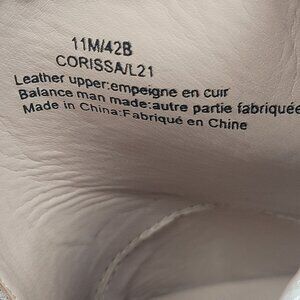 11M/42B
CORISSA/L21
Leather upper:empeigne en cuir
Balance man made:autre partie fabriquée
Made in China:Fabriqué en Chine